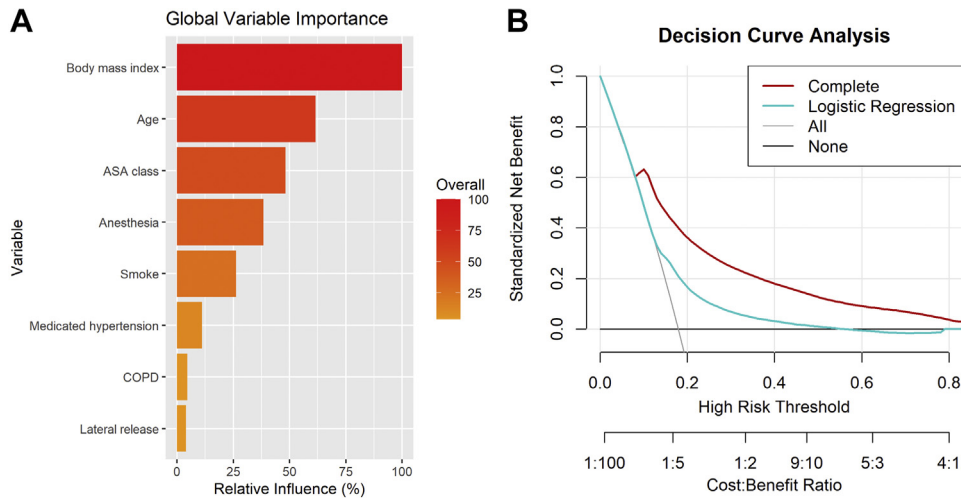 A
Global Variable Importance
Variable
Body mass index
Age
ASA class
Anesthesia
Smoke
Medicated hypertension
COPD
Lateral release
0 25 50 75 100
Relative Influence (%)
Overall
100
75
50
25
B
Decision Curve Analysis
Standardized Net Benefit
1.0
0.8
0.6
0.4
0.2
0.0
Complete
Logistic Regression
All
None
0.0 0.2 0.4 0.6 0.8
High Risk Threshold
1:100 1:5 1:2 9:10 5:3 4:1
Cost:Benefit Ratio